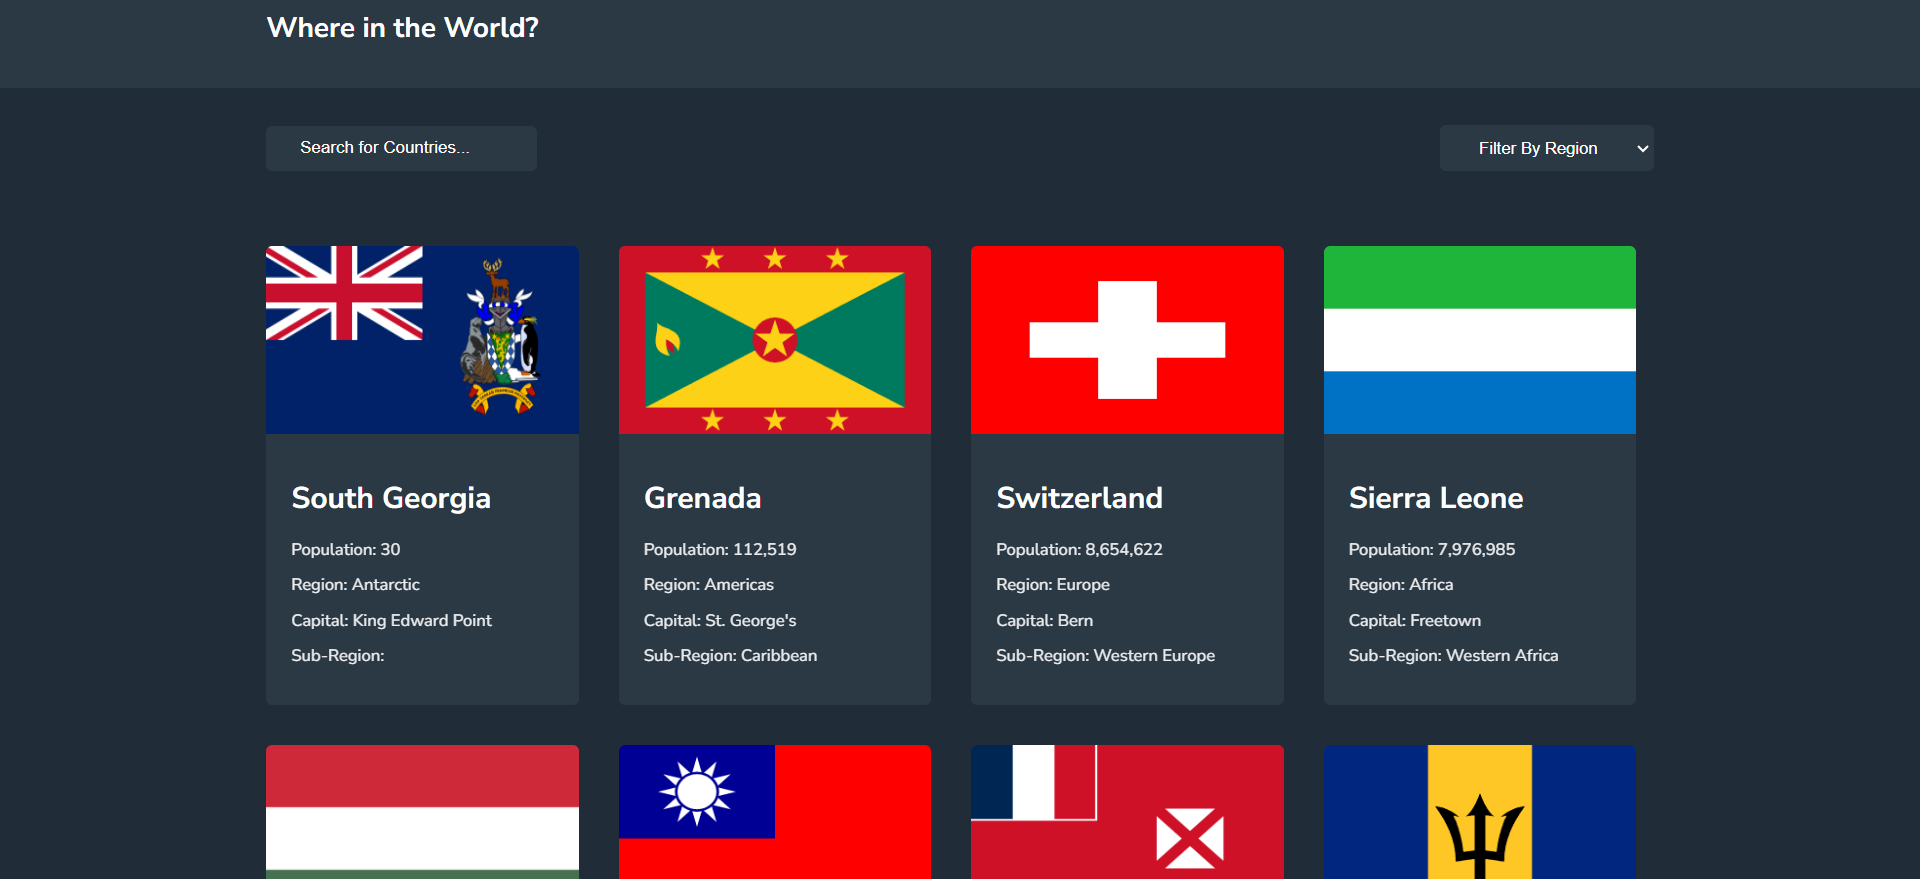 Where in the World?
Search for Countries...
Filter By Region
South Georgia
Population: 30
Region: Antarctic
Capital: King Edward Point
Sub-Region:
Grenada
Population: 112,519
Region: Americas
Capital: St. George's
Sub-Region: Caribbean
Switzerland
Population: 8,654,622
Region: Europe
Capital: Bern
Sub-Region: Western Europe
Sierra Leone
Population: 7,976,985
Region: Africa
Capital: Freetown
Sub-Region: Western Africa